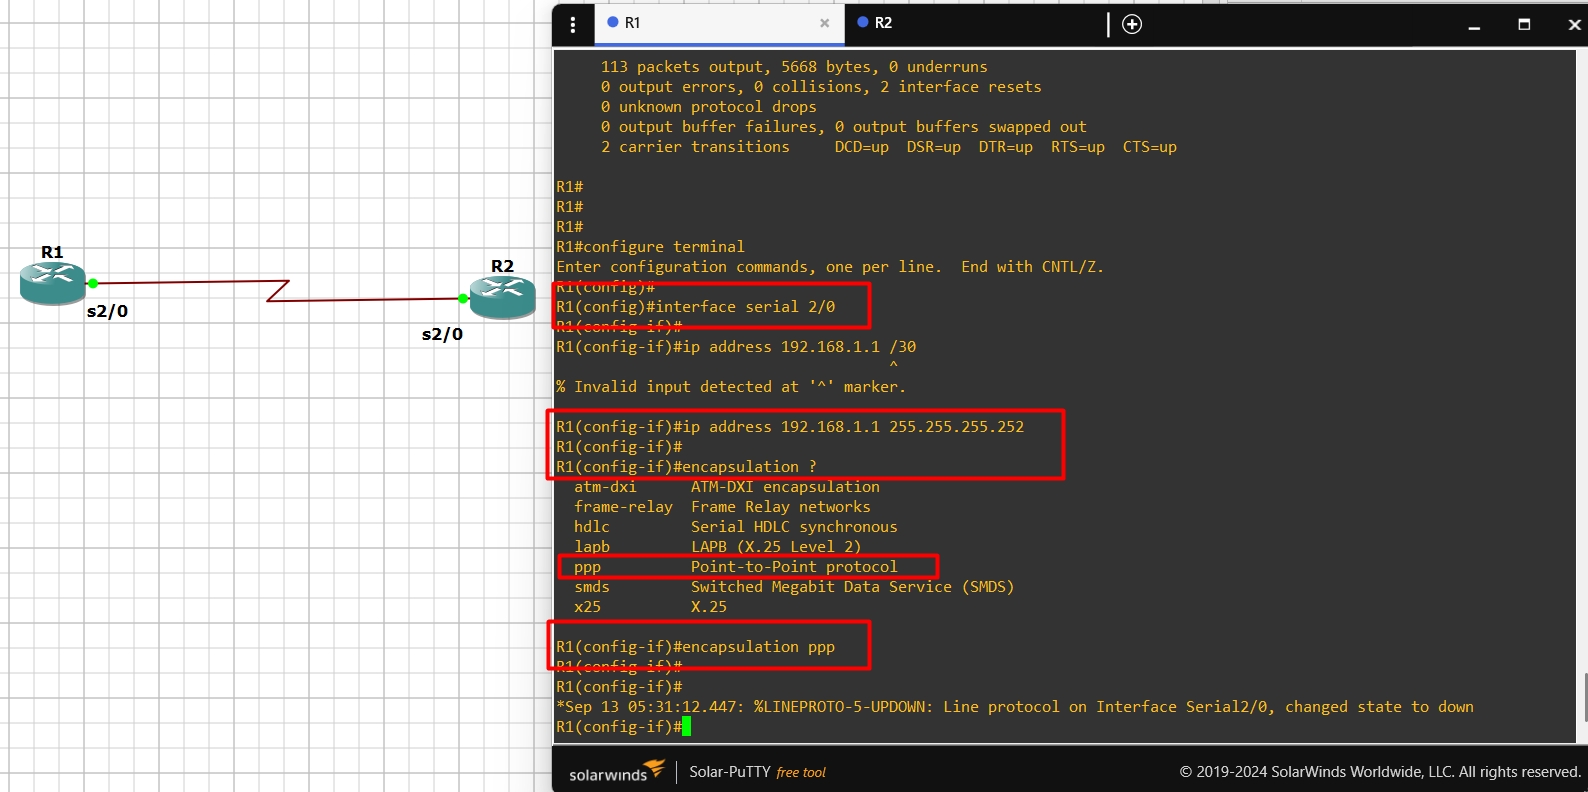 R1
R2
113 packets output, 5668 bytes, 0 underruns
0 output errors, 0 collisions, 2 interface resets
0 unknown protocol drops
0 output buffer failures, 0 output buffers swapped out
2 carrier transitions     DCD=up  DSR=up  DTR=up  RTS=up  CTS=up
R1#
R1#
R1#
R1#configure terminal
Enter configuration commands, one per line.  End with CNTL/Z.
R1(config)#
R1(config)#interface serial 2/0
R1(config-if)#
R1(config-if)#ip address 192.168.1.1 /30
^
% Invalid input detected at '^' marker.
R1(config-if)#ip address 192.168.1.1 255.255.255.252
R1(config-if)#
R1(config-if)#encapsulation ?
atm-dxi      ATM-DXI encapsulation
frame-relay  Frame Relay networks
hdlc         Serial HDLC synchronous
lapb         LAPB (X.25 Level 2)
ppp          Point-to-Point protocol
smds         Switched Megabit Data Service (SMDS)
x25          X.25
R1(config-if)#encapsulation ppp
R1(config-if)#
R1(config-if)#
*Sep 13 05:31:12.447: %LINEPROTO-5-UPDOWN: Line protocol on Interface Serial2/0, changed state to down
R1(config-if)#
R1
s2/0
R2
s2/0
solarwinds
Solar-PuTTY free tool
© 2019-2024 SolarWinds Worldwide, LLC. All rights reserved.